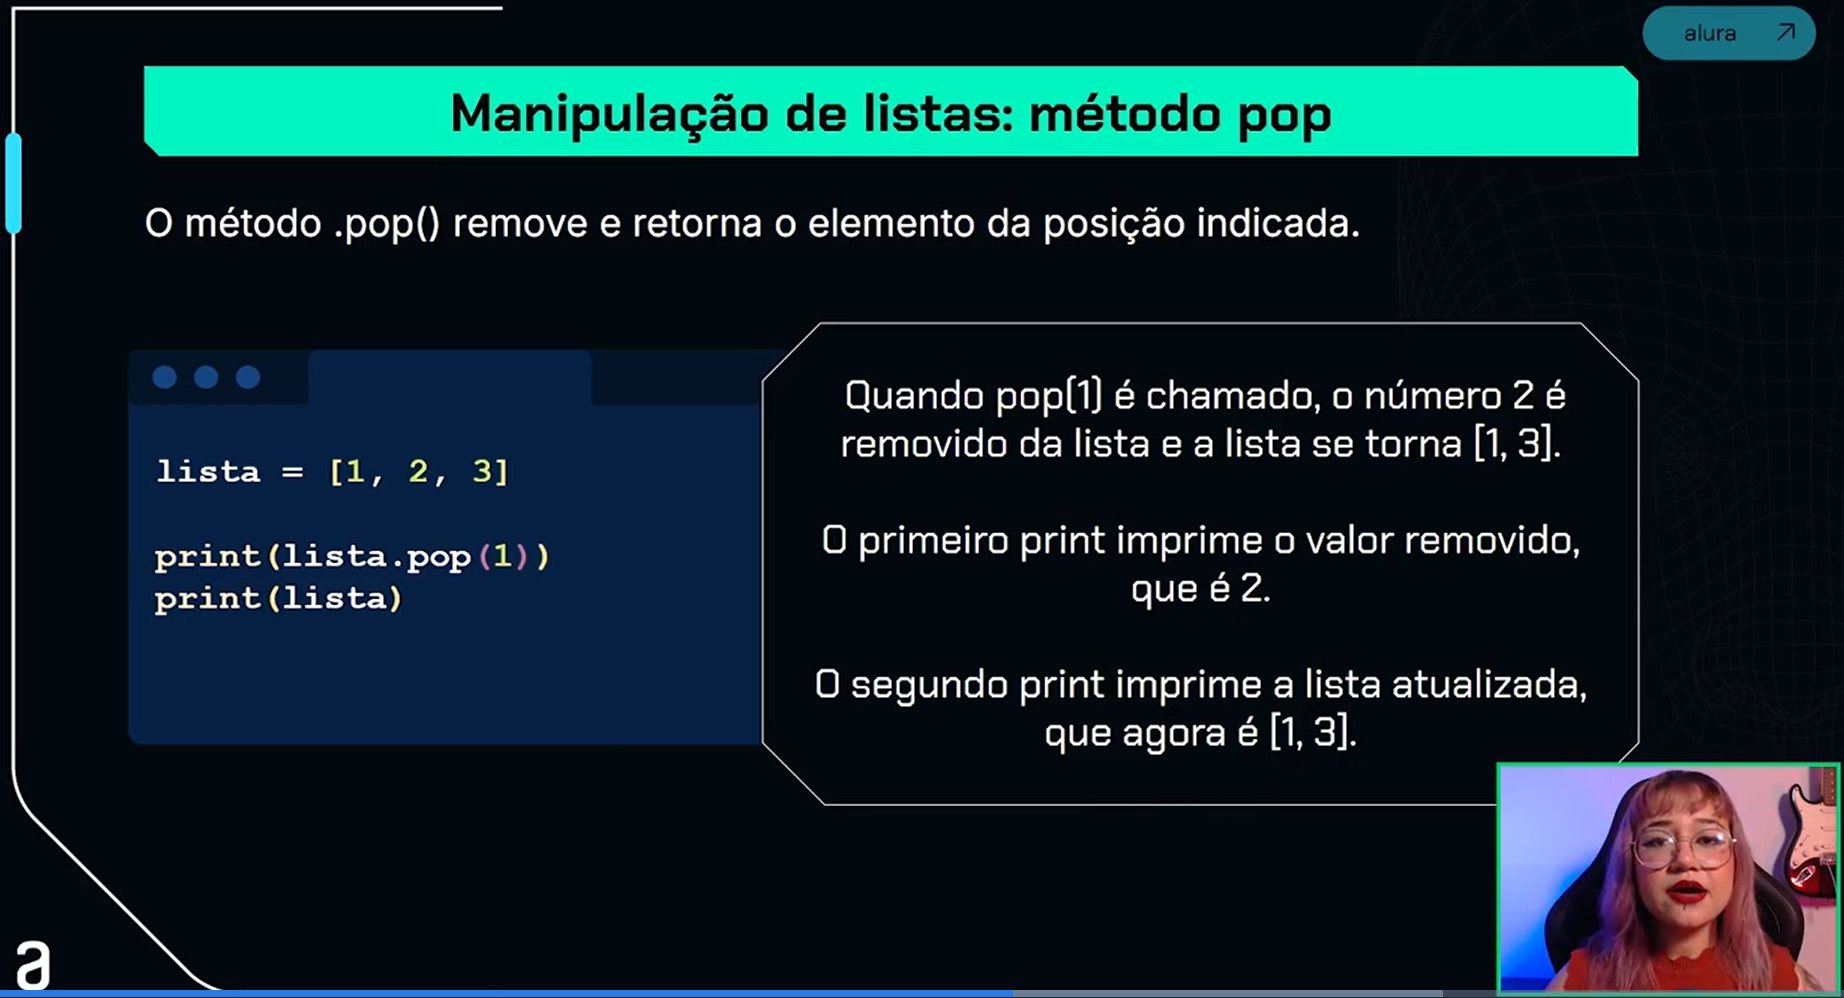 alura
Manipulação de listas: método pop
O método .pop() remove e retorna o elemento da posição indicada.
lista = [1, 2, 3]
print(lista.pop(1))
print(lista)
Quando pop(1) é chamado, o número 2 é
removido da lista e a lista se torna [1, 3].
O primeiro print imprime o valor removido,
que é 2.
O segundo print imprime a lista atualizada,
que agora é [1, 3].
a